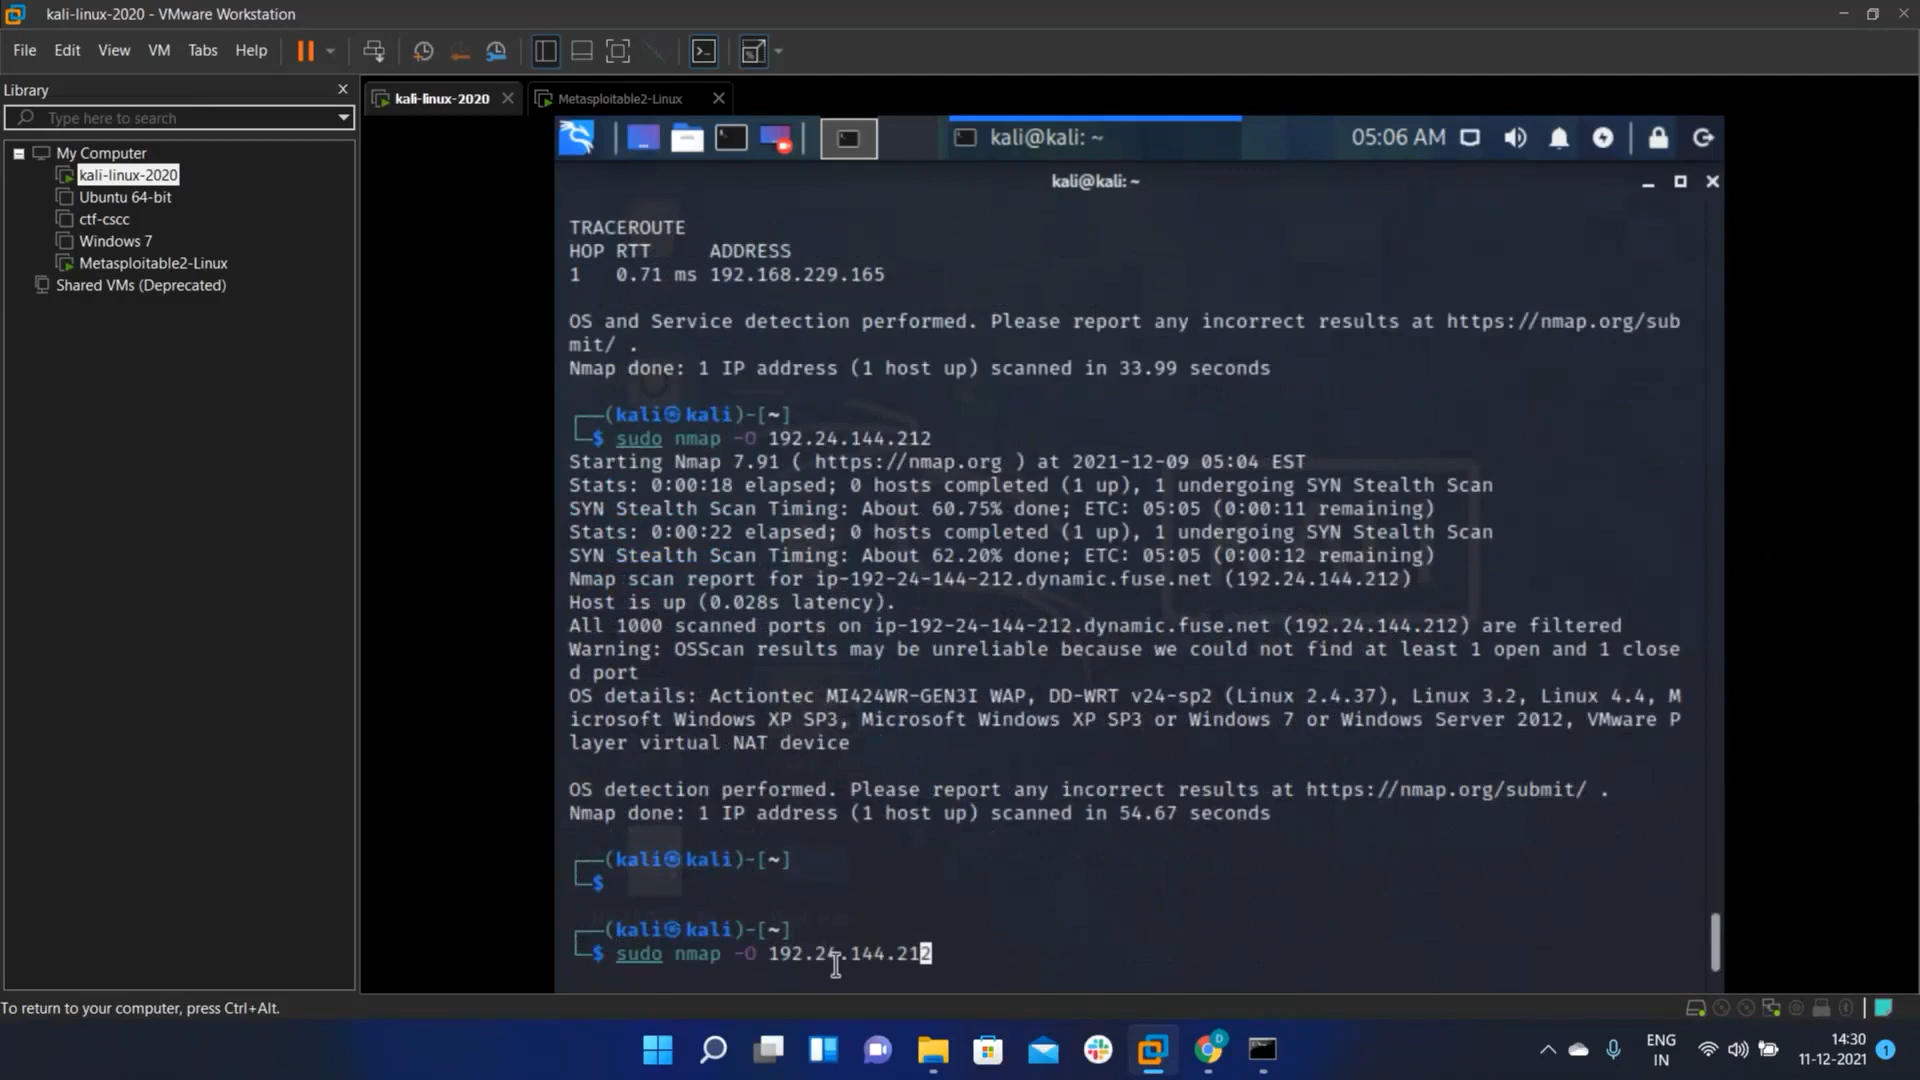 kali-linux-2020 - VMware Workstation
File Edit View VM Tabs Help
Library
Type here to search
My Computer
kali-linux-2020
Ubuntu 64-bit
ctf-cscc
Windows 7
Metasploitable2-Linux
Shared VMs (Deprecated)
kali-linux-2020 Metasploitable2-Linux
kali@kali: ~ 05:06 AM
kali@kali: ~
TRACEROUTE
HOP RTT ADDRESS
1 0.71 ms 192.168.229.165
OS and Service detection performed. Please report any incorrect results at https://nmap.org/sub
mit/ .
Nmap done: 1 IP address (1 host up) scanned in 33.99 seconds
┌──(kali㉿kali)-[~]
└─$ sudo nmap -O 192.24.144.212
Starting Nmap 7.91 ( https://nmap.org ) at 2021-12-09 05:04 EST
Stats: 0:00:18 elapsed; 0 hosts completed (1 up), 1 undergoing SYN Stealth Scan
SYN Stealth Scan Timing: About 60.75% done; ETC: 05:05 (0:00:11 remaining)
Stats: 0:00:22 elapsed; 0 hosts completed (1 up), 1 undergoing SYN Stealth Scan
SYN Stealth Scan Timing: About 62.20% done; ETC: 05:05 (0:00:12 remaining)
Nmap scan report for ip-192-24-144-212.dynamic.fuse.net (192.24.144.212)
Host is up (0.028s latency).
All 1000 scanned ports on ip-192-24-144-212.dynamic.fuse.net (192.24.144.212) are filtered
Warning: OSScan results may be unreliable because we could not find at least 1 open and 1 close
d port
OS details: Actiontec MI424WR-GEN3I WAP, DD-WRT v24-sp2 (Linux 2.4.37), Linux 3.2, Linux 4.4, M
icrosoft Windows XP SP3, Microsoft Windows XP SP3 or Windows 7 or Windows Server 2012, VMware P
layer virtual NAT device
OS detection performed. Please report any incorrect results at https://nmap.org/submit/ .
Nmap done: 1 IP address (1 host up) scanned in 54.67 seconds
┌──(kali㉿kali)-[~]
└─$
┌──(kali㉿kali)-[~]
└─$ sudo nmap -O 192.24.144.212
To return to your computer, press Ctrl+Alt.
D
ENG
IN
14:30
11-12-2021
1